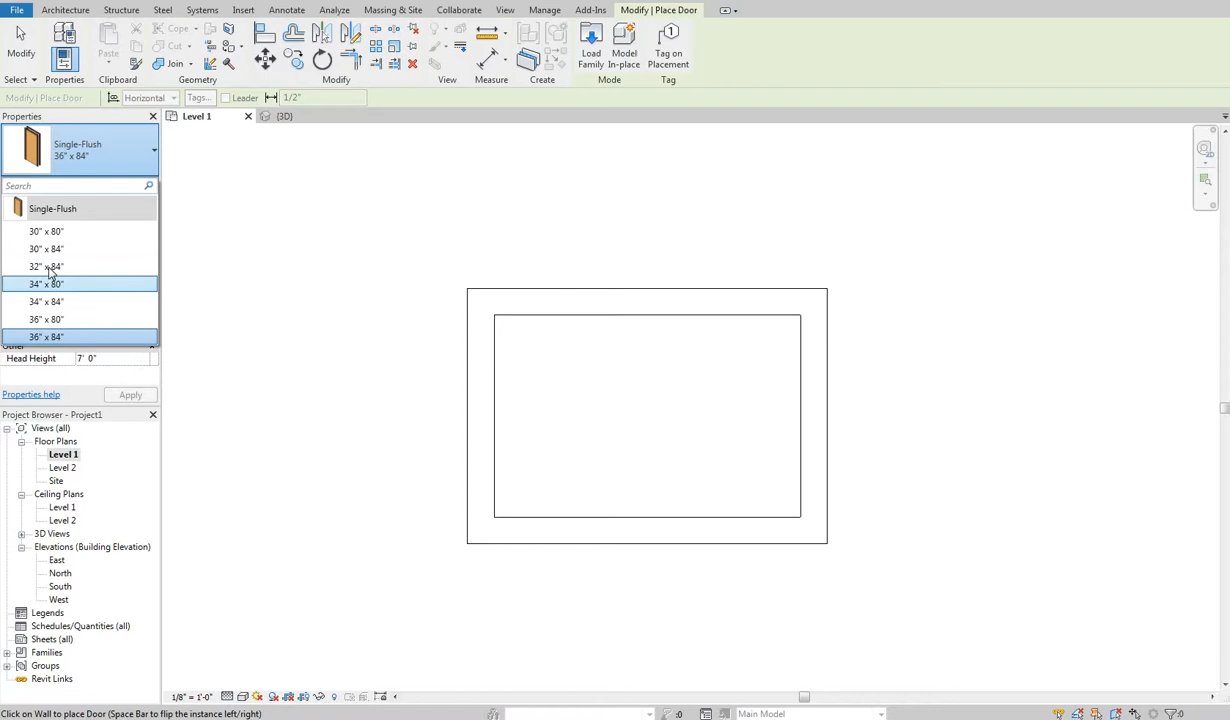 File Architecture Structure Steel Systems Insert Annotate Analyze Massing & Site Collaborate View Manage Add-Ins Modify | Place Door
Modify Paste Cope Cut Join Load Family Model In-place Tag on Placement
Select Properties Clipboard Geometry Modify View Measure Create Mode Tag
Modify | Place Door Horizontal Tags... Leader 1/2"
Properties
Level 1
{3D}
Single-Flush
36" x 84"
2D
Search
Single-Flush
30" x 80"
30" x 84"
32" x 84"
34" x 80"
34" x 84"
36" x 80"
36" x 84"
Other
Head Height 7' 0"
Properties help Apply
Project Browser - Project1
Views (all)
Floor Plans
Level 1
Level 2
Site
Ceiling Plans
Level 1
Level 2
3D Views
Elevations (Building Elevation)
East
North
South
West
Legends
Schedules/Quantities (all)
Sheets (all)
Families
Groups
Revit Links
1/8" = 1'-0"
Click on Wall to place Door (Space Bar to flip the instance left/right) :0 Main Model :0